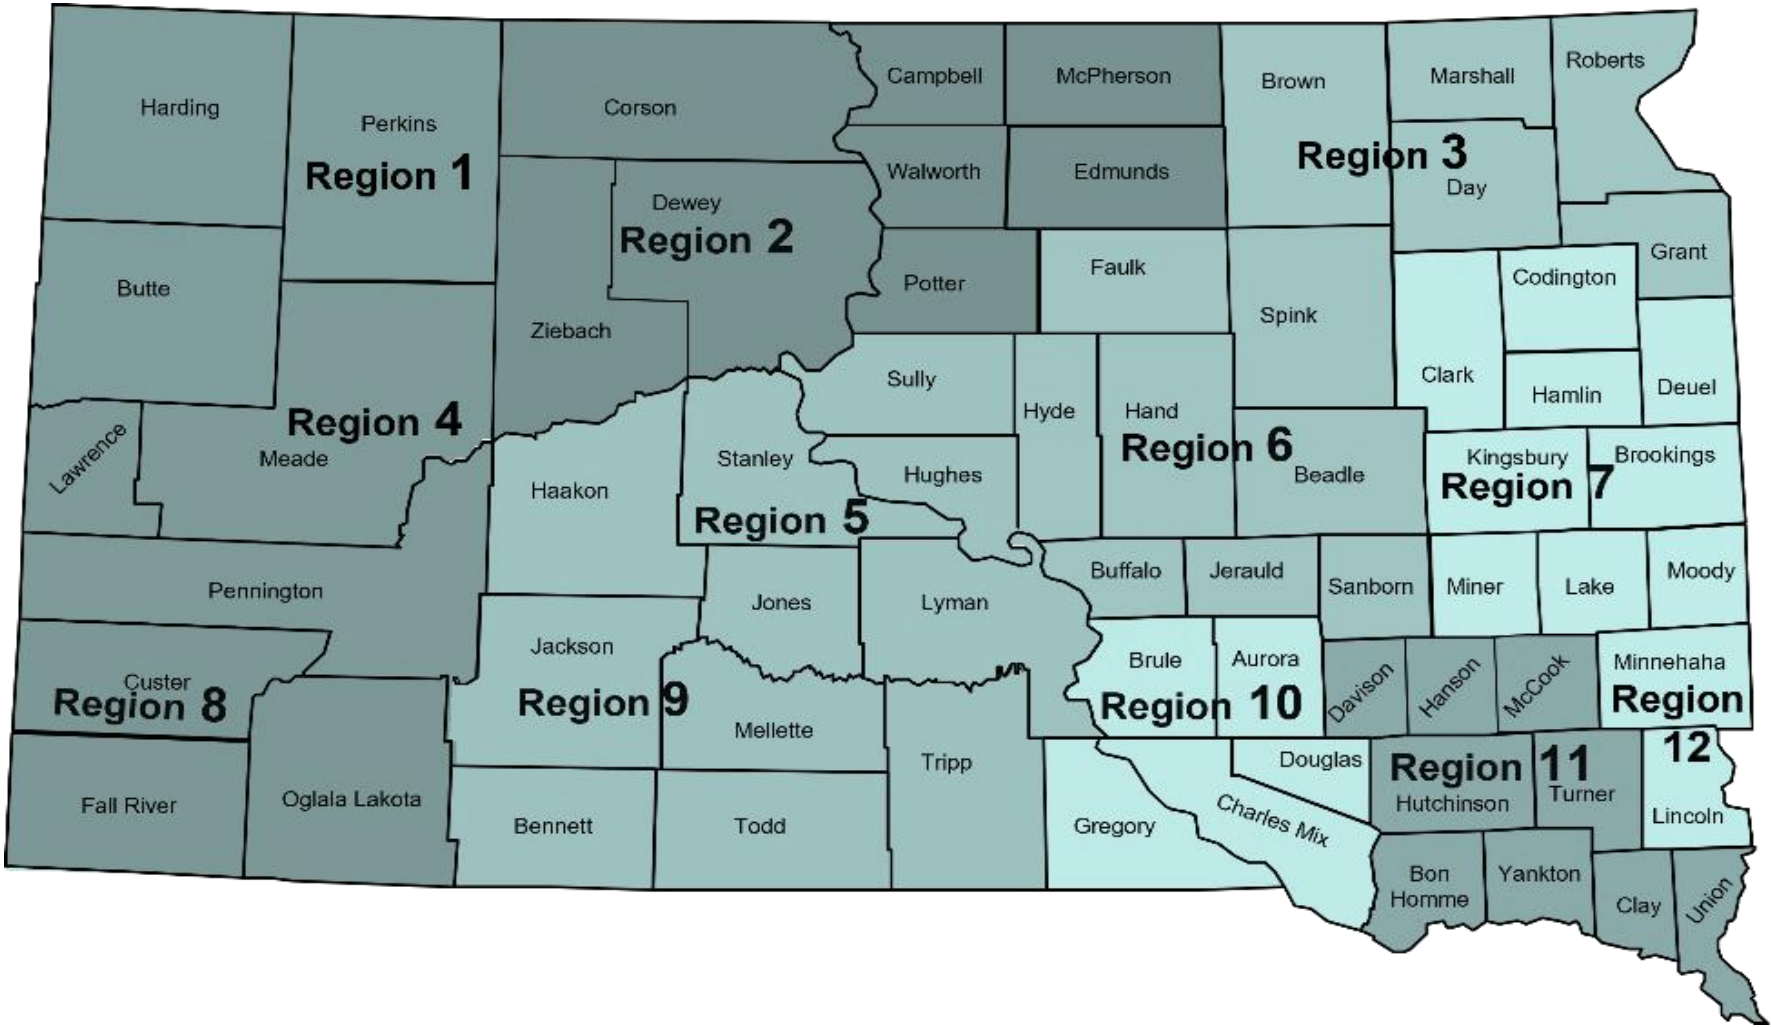 Harding
Perkins
Region 1
Corson
Campbell
McPherson
Brown
Marshall
Roberts
Region 3
Day
Walworth
Edmunds
Dewey
Region 2
Butte
Ziebach
Potter
Faulk
Spink
Grant
Codington
Clark
Hamlin
Deuel
Lawrence
Region 4
Meade
Sully
Hyde
Hand
Region 6
Beadle
Kingsbury
Brookings
Region 7
Haakon
Stanley
Hughes
Region 5
Pennington
Jones
Lyman
Buffalo
Jerauld
Sanborn
Miner
Lake
Moody
Custer
Region 8
Jackson
Region 9
Mellette
Brule
Aurora
Region 10
Davison
Hanson
McCook
Minnehaha
Region
12
Lincoln
Fall River
Oglala Lakota
Bennett
Todd
Tripp
Gregory
Charles Mix
Douglas
Region 11
Hutchinson
Turner
Bon
Homme
Yankton
Clay
Union